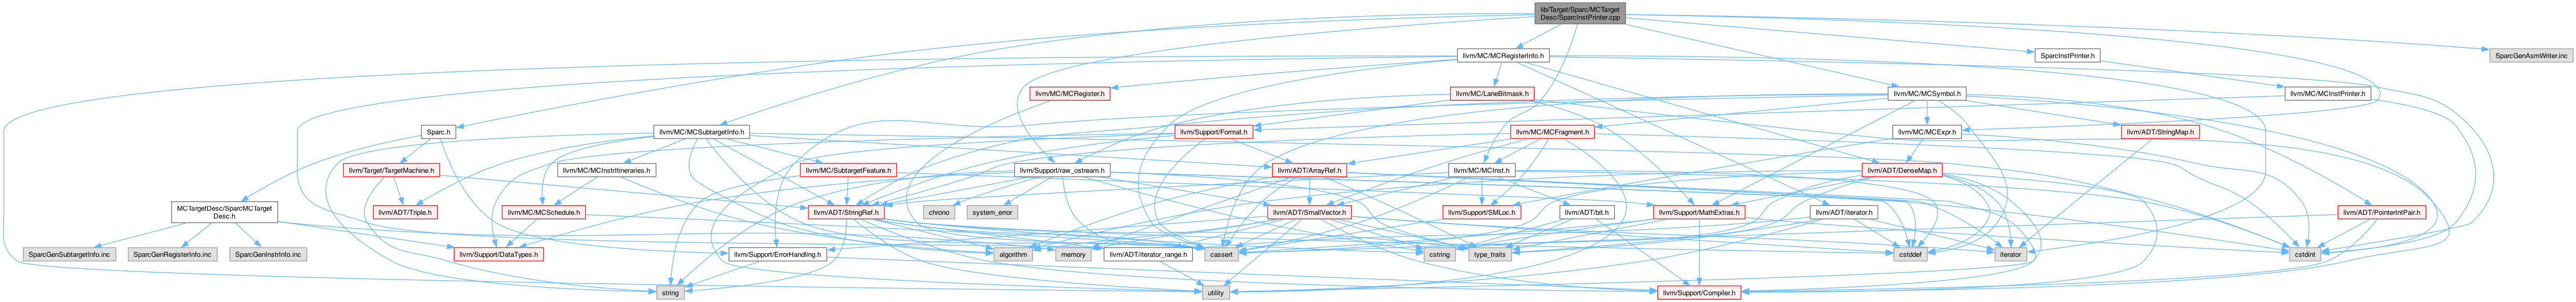 lib/Target/Sparc/MCTarget
Desc/SparcInstPrinter.cpp
llvm/MC/MCRegisterInfo.h
SparcInstPrinter.h
SparcGenAsmWriter.inc
llvm/MC/MCRegister.h
llvm/MC/LaneBitmask.h
llvm/MC/MCSymbol.h
llvm/MC/MCInstPrinter.h
Sparc.h
llvm/MC/MCSubtargetInfo.h
llvm/Support/Format.h
llvm/MC/MCFragment.h
llvm/MC/MCExpr.h
llvm/ADT/StringMap.h
llvm/Target/TargetMachine.h
llvm/MC/MCInstrItineraries.h
llvm/MC/SubtargetFeature.h
llvm/Support/raw_ostream.h
llvm/ADT/ArrayRef.h
llvm/MC/MCInst.h
llvm/ADT/DenseMap.h
MCTargetDesc/SparcMCTarget
Desc.h
llvm/ADT/Triple.h
llvm/MC/MCSchedule.h
llvm/ADT/StringRef.h
chrono
system_error
llvm/ADT/SmallVector.h
llvm/Support/SMLoc.h
llvm/ADT/bit.h
llvm/Support/MathExtras.h
llvm/ADT/iterator.h
llvm/ADT/PointerIntPair.h
SparcGenSubtargetInfo.inc
SparcGenRegisterInfo.inc
SparcGenInstrInfo.inc
llvm/Support/DataTypes.h
llvm/Support/ErrorHandling.h
algorithm
memory
llvm/ADT/iterator_range.h
cassert
cstring
type_traits
cstddef
iterator
cstdint
string
utility
llvm/Support/Compiler.h